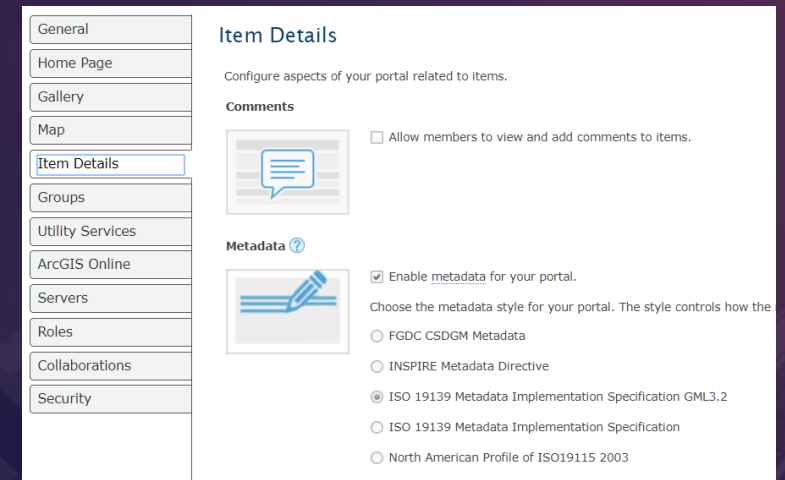 General
Home Page
Gallery
Map
Item Details
Groups
Utility Services
ArcGIS Online
Servers
Roles
Collaborations
Security
Item Details
Configure aspects of your portal related to items.
Comments
Allow members to view and add comments to items.
Metadata ?
Enable metadata for your portal.
Choose the metadata style for your portal. The style controls how the
FGDC CSDGM Metadata
INSPIRE Metadata Directive
ISO 19139 Metadata Implementation Specification GML3.2
ISO 19139 Metadata Implementation Specification
North American Profile of ISO19115 2003